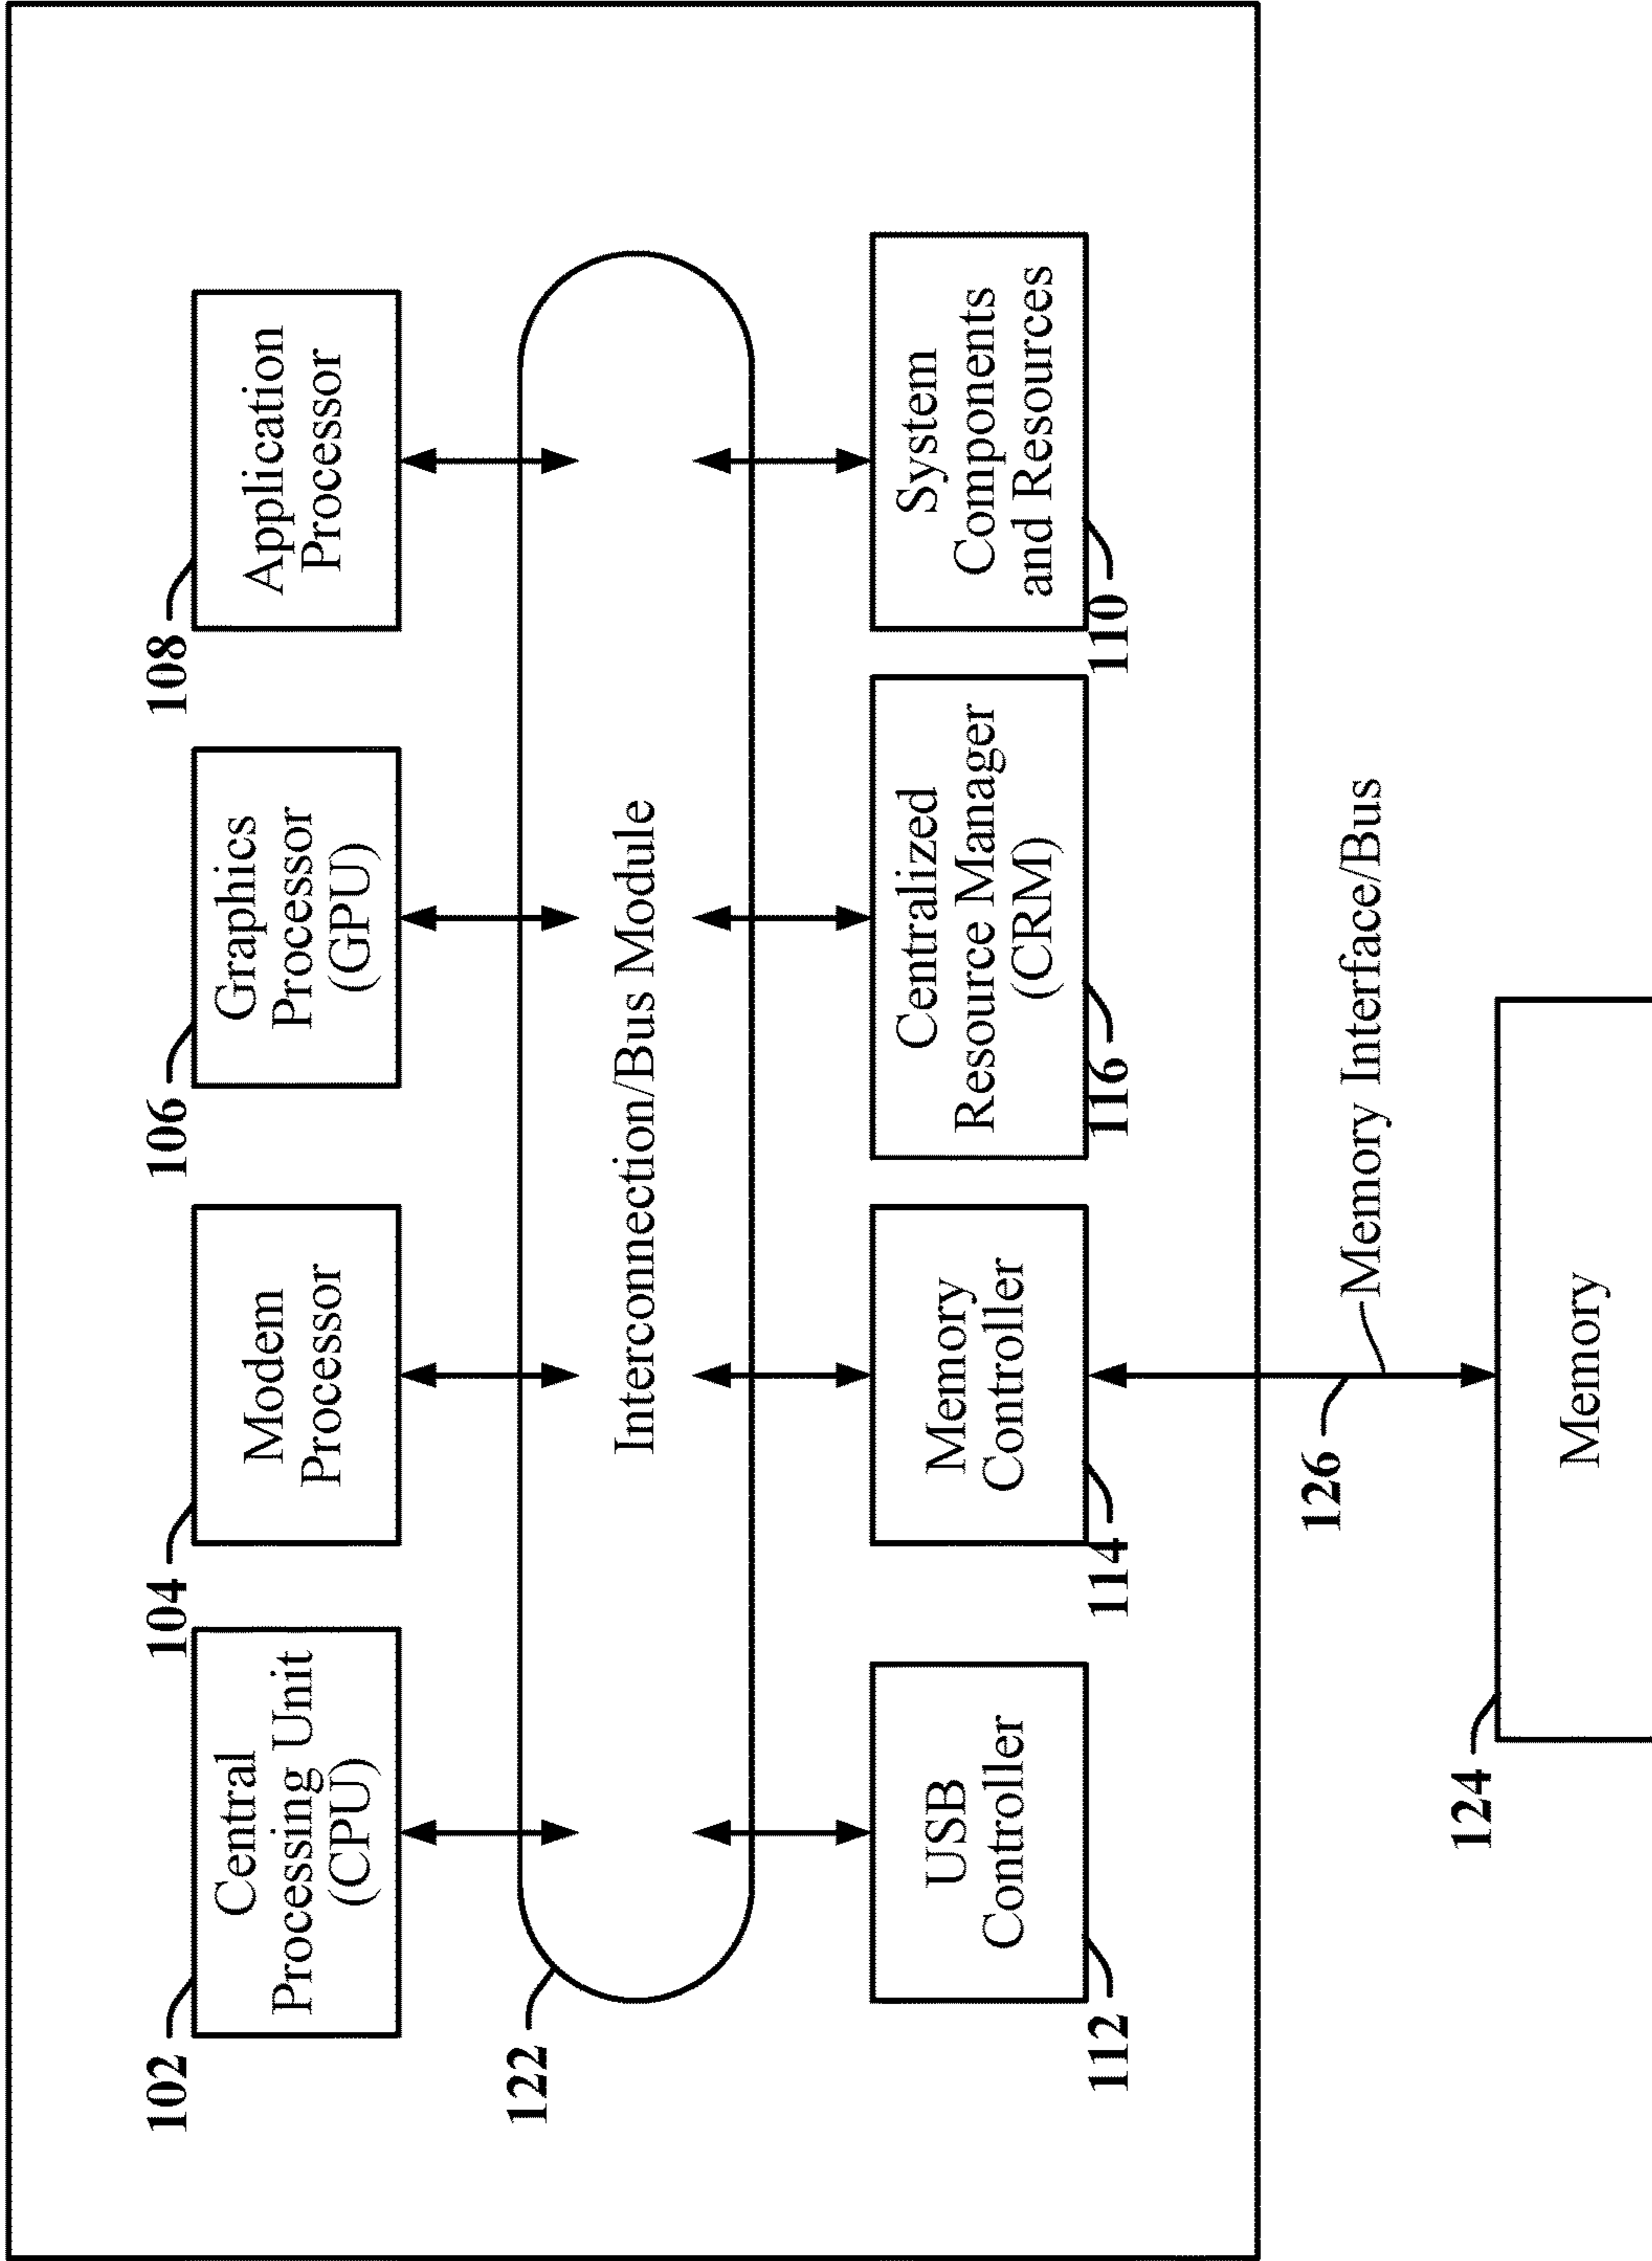 102
Central
Processing Unit
(CPU)
104
Modem
Processor
106
Graphics
Processor
(GPU)
108
Application
Processor
122
Interconnection/Bus Module
112
USB
Controller
114
Memory
Controller
116
Centralized
Resource Manager
(CRM)
110
System
Components
and Resources
126
Memory Interface/Bus
124
Memory